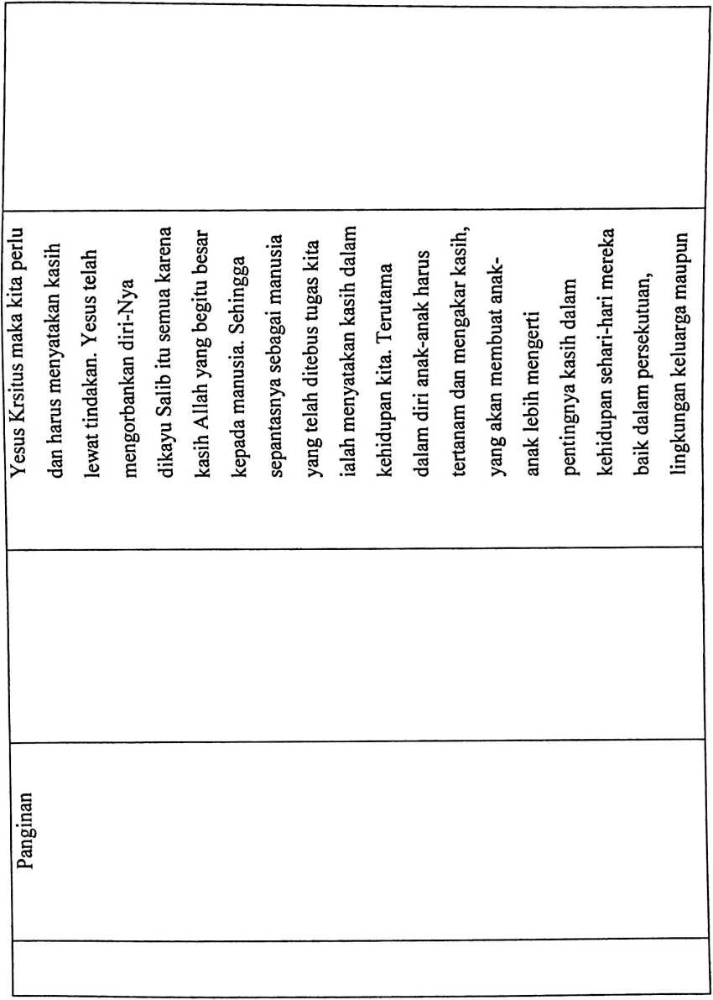 Panginan
Yesus Krsitus maka kita perlu
dan harus menyatakan kasih
lewat tindakan. Yesus telah
mengorbankan diri-Nya
dikayu Salib itu semua karena
kasih Allah yang begitu besar
kepada manusia. Sehingga
sepantasnya sebagai manusia
yang telah ditebus tugas kita
ialah menyatakan kasih dalam
kehidupan kita. Terutama
dalam diri anak-anak harus
tertanam dan mengakar kasih,
yang akan membuat anak-
anak lebih mengerti
pentingnya kasih dalam
kehidupan sehari-hari mereka
baik dalam persekutuan,
lingkungan keluarga maupun